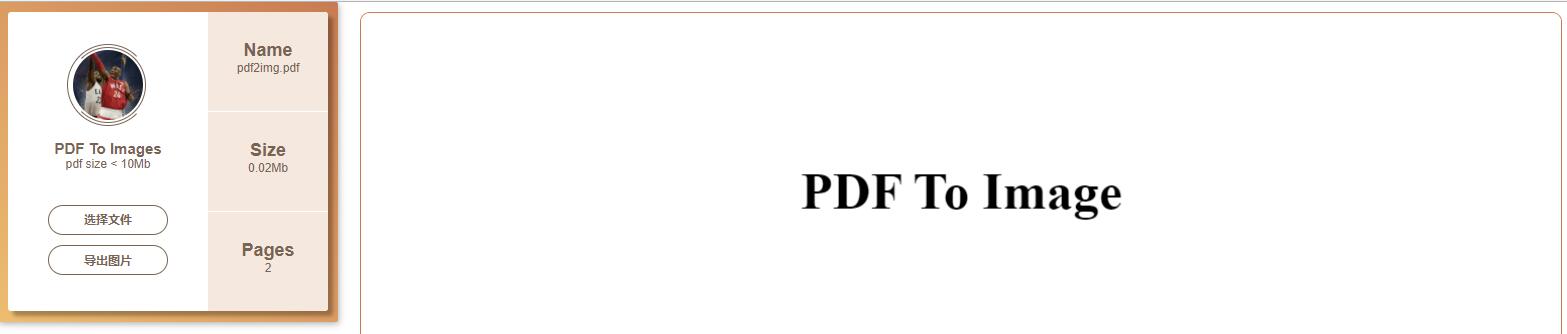 PDF To Images
pdf size < 10Mb
选择文件
导出图片
Name
pdf2img.pdf
Size
0.02Mb
Pages
2
PDF To Image